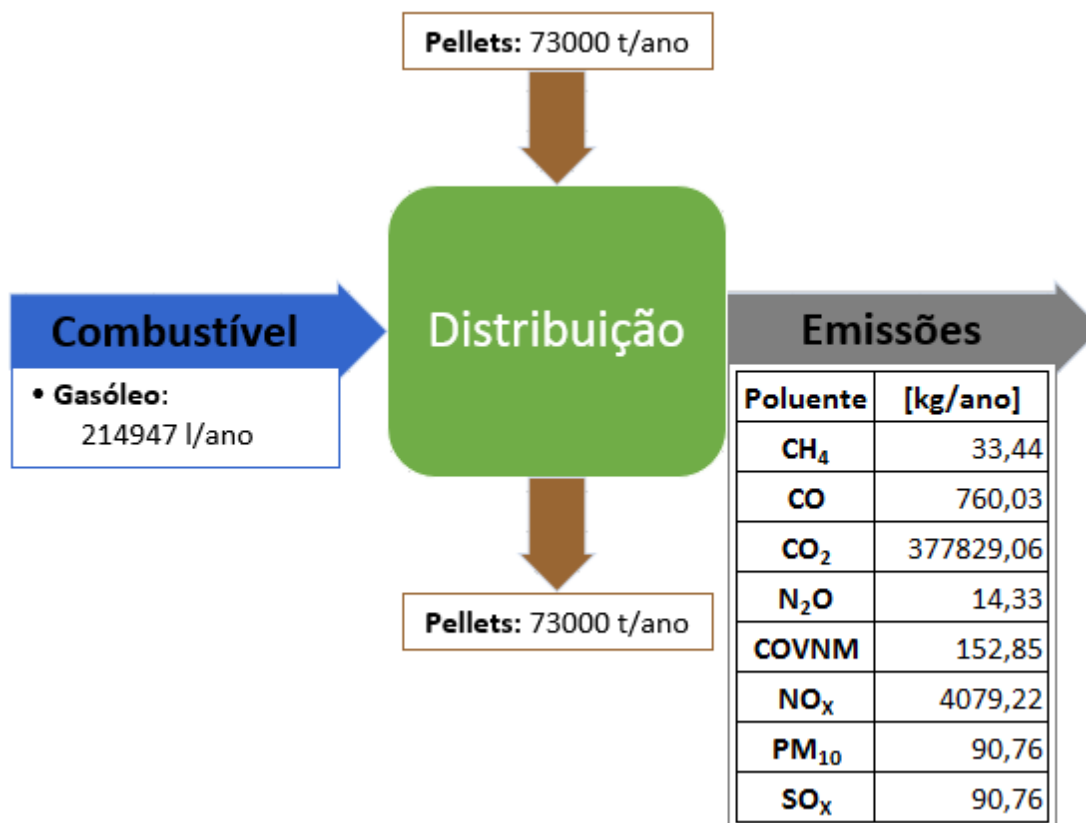 Pellets: 73000 t/ano
Combustível
• Gasóleo:
214947 l/ano
Distribuição
Emissões
Poluente [kg/ano]
CH₄ 33,44
CO 760,03
CO₂ 377829,06
N₂O 14,33
COVNM 152,85
NOₓ 4079,22
PM₁₀ 90,76
SOₓ 90,76
Pellets: 73000 t/ano